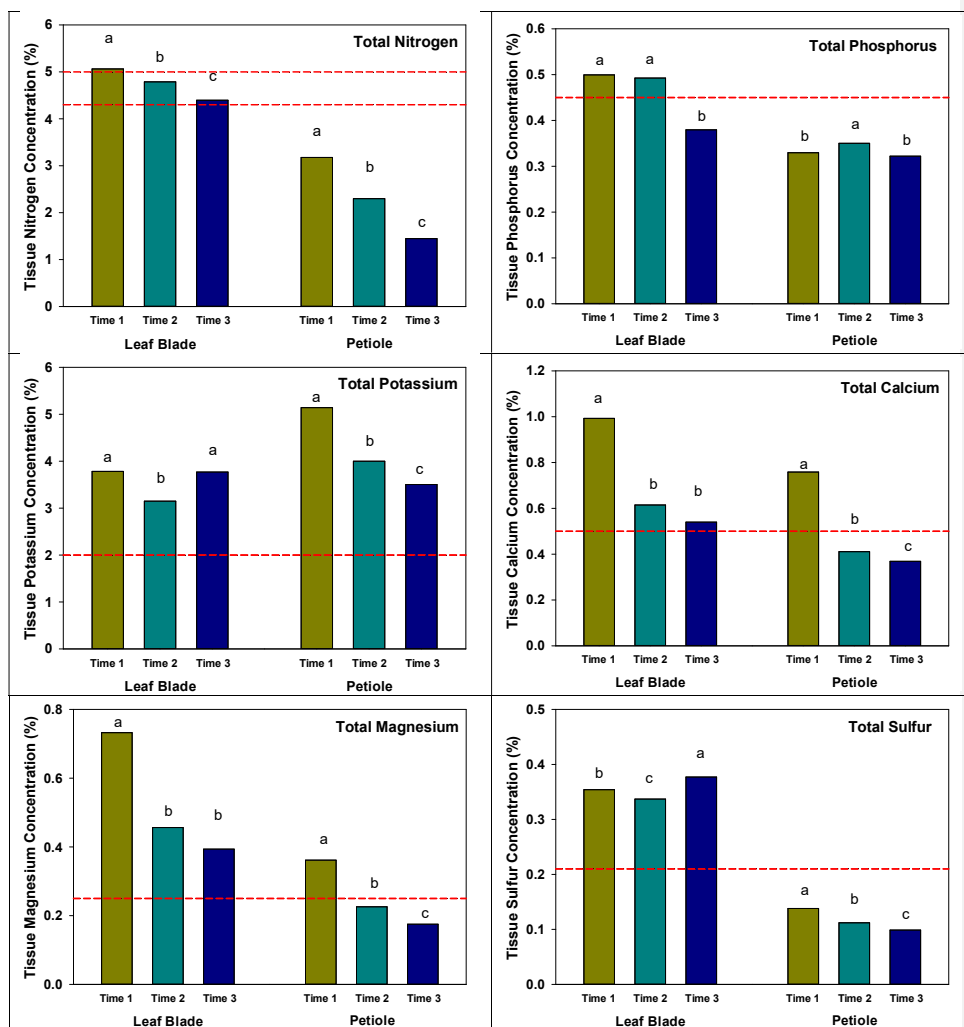 Total Nitrogen
Tissue Nitrogen Concentration (%)
6
5
4
3
2
1
0
a
b
c
a
b
c
Time 1 Time 2 Time 3 Time 1 Time 2 Time 3
Leaf Blade Petiole
Total Phosphorus
Tissue Phosphorus Concentration (%)
0.6
0.5
0.4
0.3
0.2
0.1
0.0
a
a
b
b
a
b
Time 1 Time 2 Time 3 Time 1 Time 2 Time 3
Leaf Blade Petiole
Total Potassium
Tissue Potassium Concentration (%)
6
5
4
3
2
1
0
a
b
a
a
b
c
Time 1 Time 2 Time 3 Time 1 Time 2 Time 3
Leaf Blade Petiole
Total Calcium
Tissue Calcium Concentration (%)
1.2
1.0
0.8
0.6
0.4
0.2
0.0
a
b
b
a
b
c
Time 1 Time 2 Time 3 Time 1 Time 2 Time 3
Leaf Blade Petiole
Total Magnesium
Tissue Magnesium Concentration (%)
0.8
0.6
0.4
0.2
0.0
a
b
b
a
b
c
Time 1 Time 2 Time 3 Time 1 Time 2 Time 3
Leaf Blade Petiole
Total Sulfur
Tissue Sulfur Concentration (%)
0.5
0.4
0.3
0.2
0.1
0.0
b
c
a
a
b
c
Time 1 Time 2 Time 3 Time 1 Time 2 Time 3
Leaf Blade Petiole